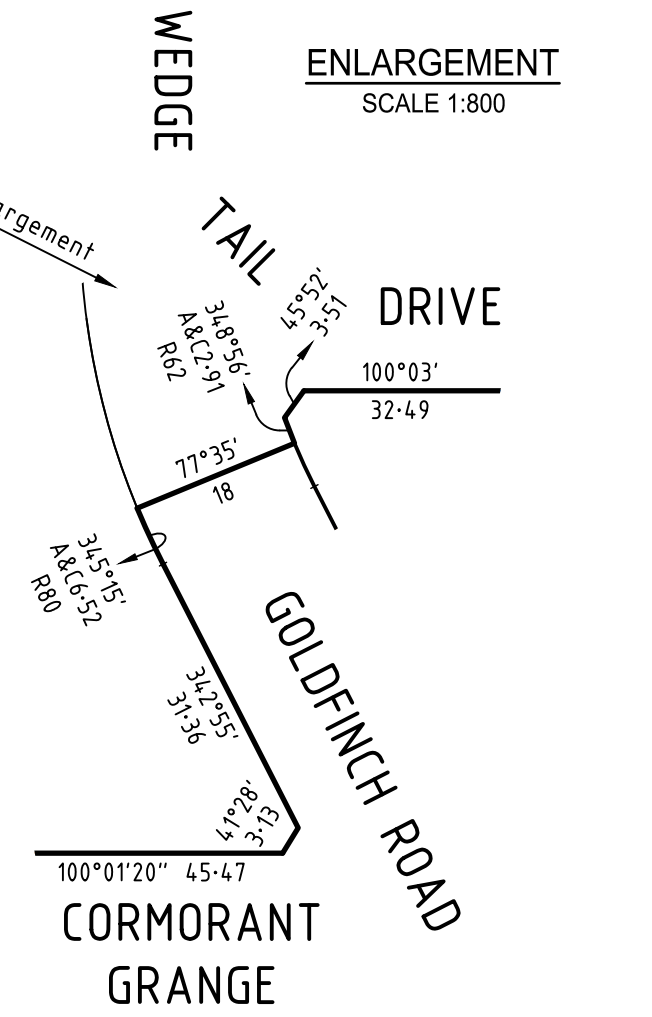 WEDGE
ENLARGEMENT
SCALE 1:800
TAIL
argement
DRIVE
45°52'
3·51
348°56'
A&C2·91
R62
100°03'
32·49
77°35'
18
345°15'
A&C6·52
R80
GOLDFINCH ROAD
342°55'
31·36
41°28'
3·13
100°01'20" 45·47
CORMORANT
GRANGE